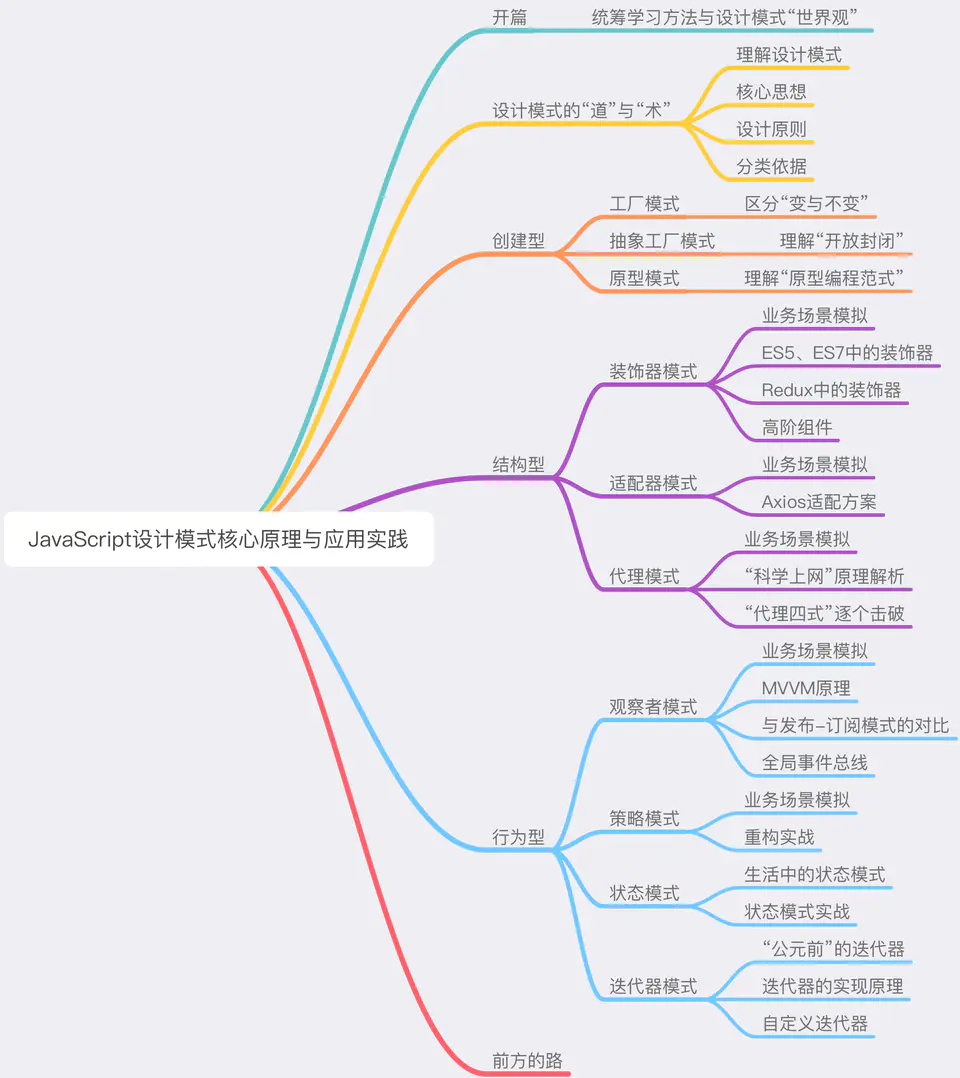 开篇
统筹学习方法与设计模式“世界观”
设计模式的“道”与“术”
理解设计模式
核心思想
设计原则
分类依据
创建型
工厂模式
区分“变与不变”
抽象工厂模式
理解“开放封闭”
原型模式
理解“原型编程范式”
JavaScript设计模式核心原理与应用实践
结构型
装饰器模式
业务场景模拟
ES5、ES7中的装饰器
Redux中的装饰器
高阶组件
适配器模式
业务场景模拟
Axios适配方案
代理模式
业务场景模拟
“科学上网”原理解析
“代理四式”逐个击破
行为型
观察者模式
业务场景模拟
MVVM原理
与发布–订阅模式的对比
全局事件总线
策略模式
业务场景模拟
重构实战
状态模式
生活中的状态模式
状态模式实战
迭代器模式
“公元前”的迭代器
迭代器的实现原理
自定义迭代器
前方的路